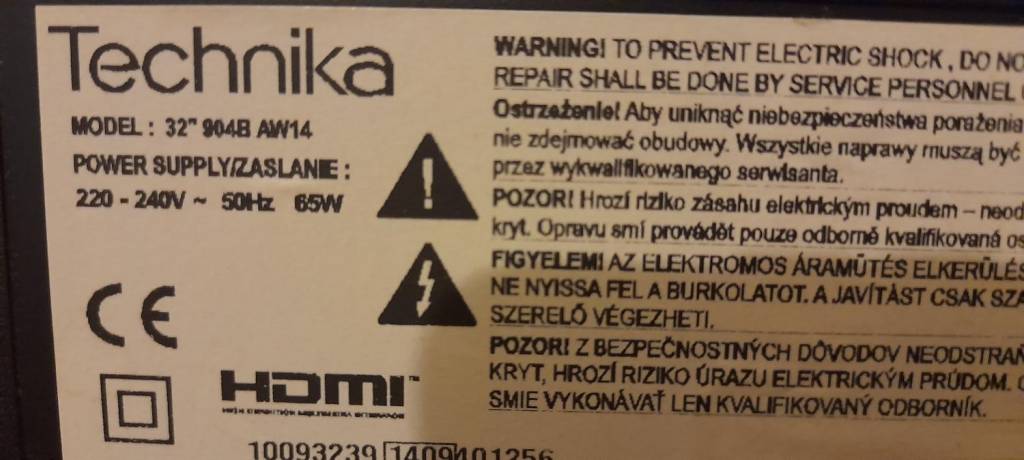 Technika
MODEL : 32" 904B AW14
POWER SUPPLY/ZASLANIE :
220 - 240V ~ 50Hz 65W
CE
HDMI™
10093239 1409401256
WARNING! TO PREVENT ELECTRIC SHOCK , DO NO
REPAIR SHALL BE DONE BY SERVICE PERSONNEL
Ostrzeżenie! Aby uniknąć niebezpieczeństwa porażenia
nie zdejmować obudowy. Wszystkie naprawy muszą być
przez wykwalifikowanego serwisanta.
POZOR! Hrozí riziko zásahu elektrickým proudem – neod
kryt. Opravu smí provádět pouze odborně kvalifikovaná os
FIGYELEM! AZ ELEKTROMOS ÁRAMŰTÉS ELKERÜLÉS
NE NYISSA FEL A BURKOLATOT. A JAVÍTÁST CSAK SZA
SZERELŐ VÉGEZHETI.
POZOR! Z BEZPEČNOSTNÝCH DÔVODOV NEODSTRAŇ
KRYT, HROZÍ RIZIKO ÚRAZU ELEKTRICKÝM PRÚDOM.
SMIE VYKONÁVAŤ LEN KVALIFIKOVANÝ ODBORNÍK.